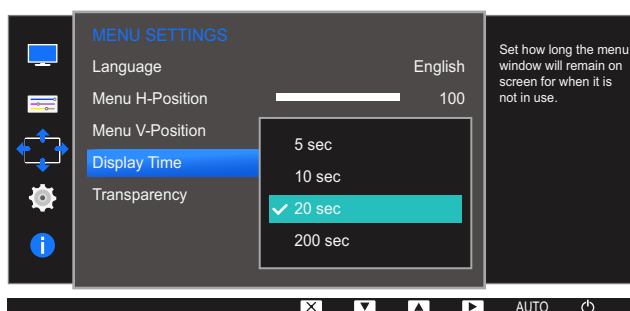 MENU SETTINGS
Language English
Menu H-Position 100
Menu V-Position
Display Time
Transparency
5 sec
10 sec
20 sec
200 sec
Set how long the menu
window will remain on
screen for when it is
not in use.
AUTO